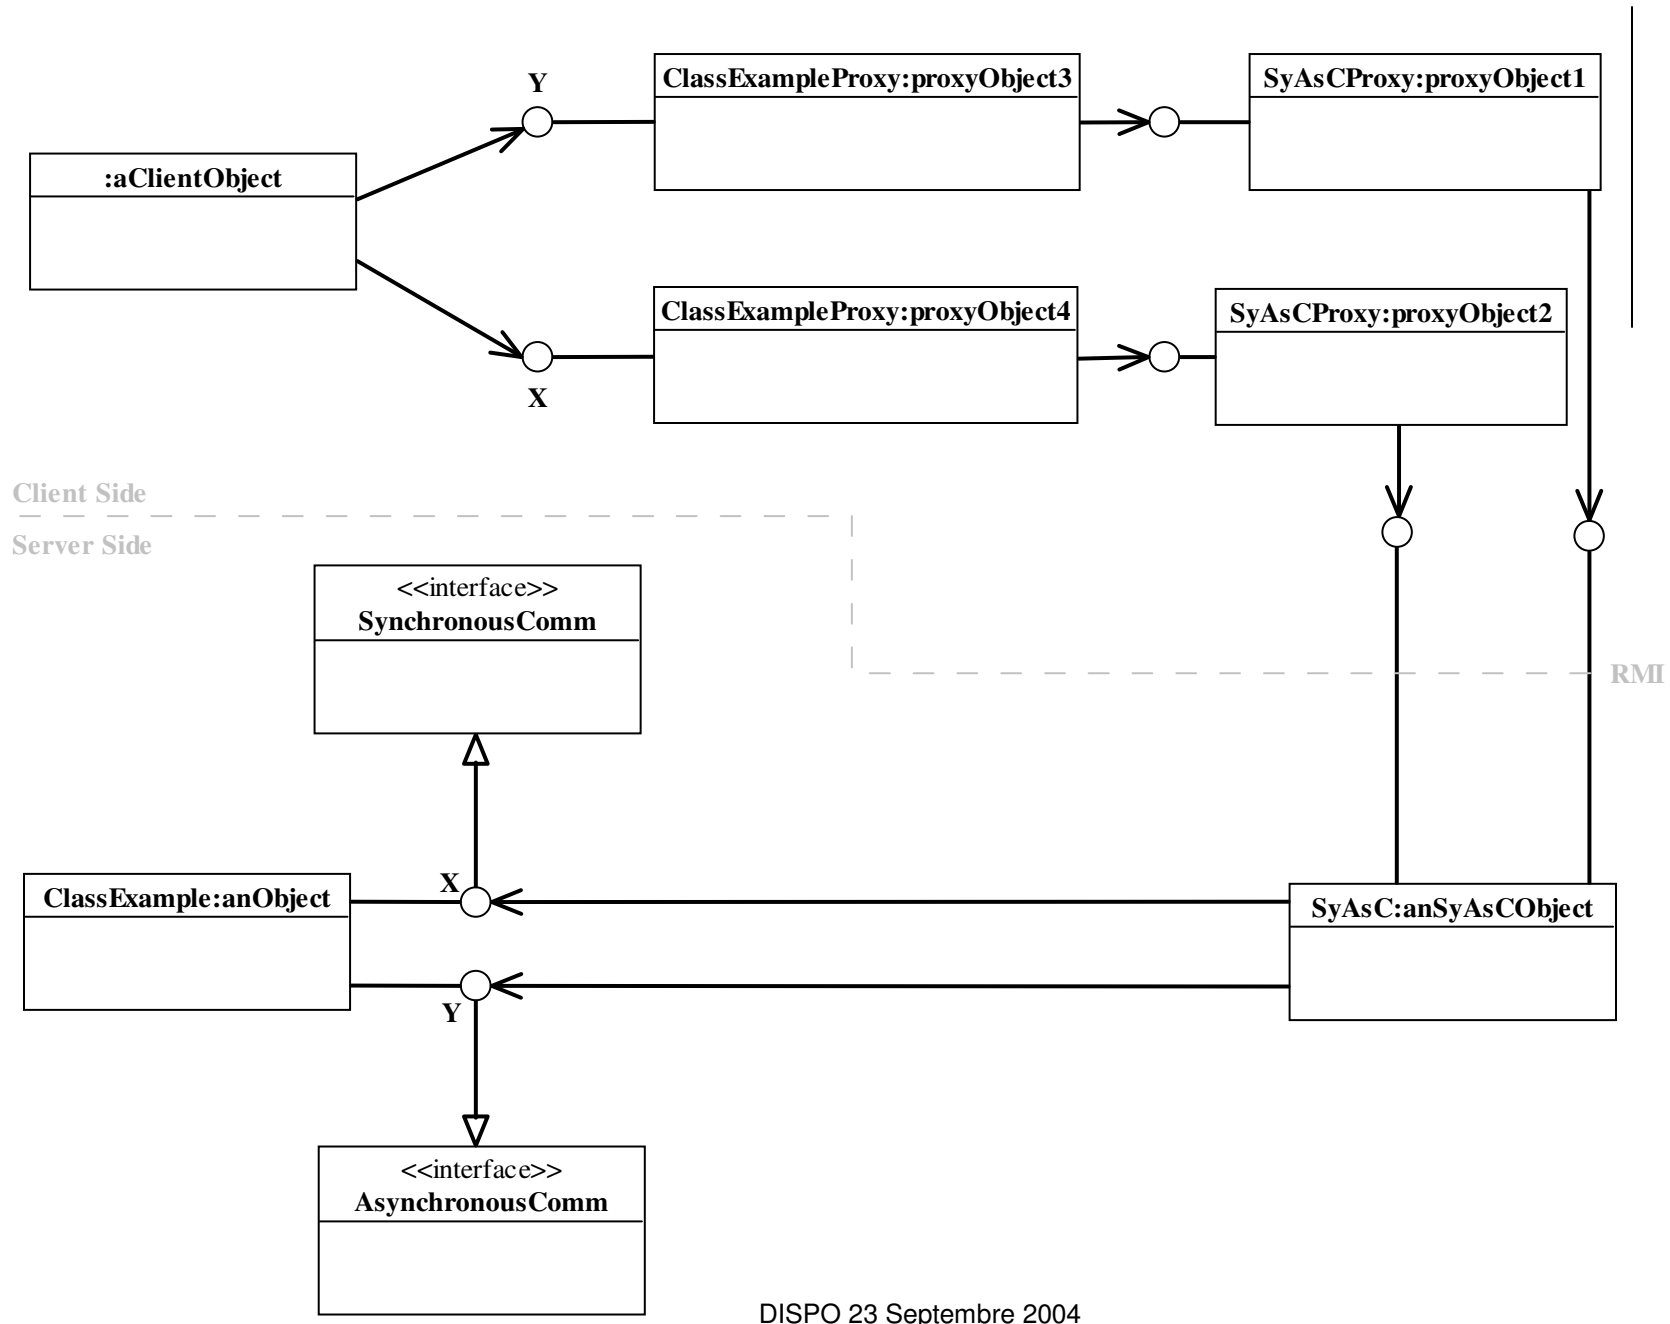 Y
ClassExampleProxy:proxyObject3
SyAsCProxy:proxyObject1
:aClientObject
ClassExampleProxy:proxyObject4
SyAsCProxy:proxyObject2
X
Client Side
Server Side
<<interface>>
SynchronousComm
RMI
X
ClassExample:anObject
SyAsC:anSyAsCObject
Y
<<interface>>
AsynchronousComm
DISPO 23 Septembre 2004